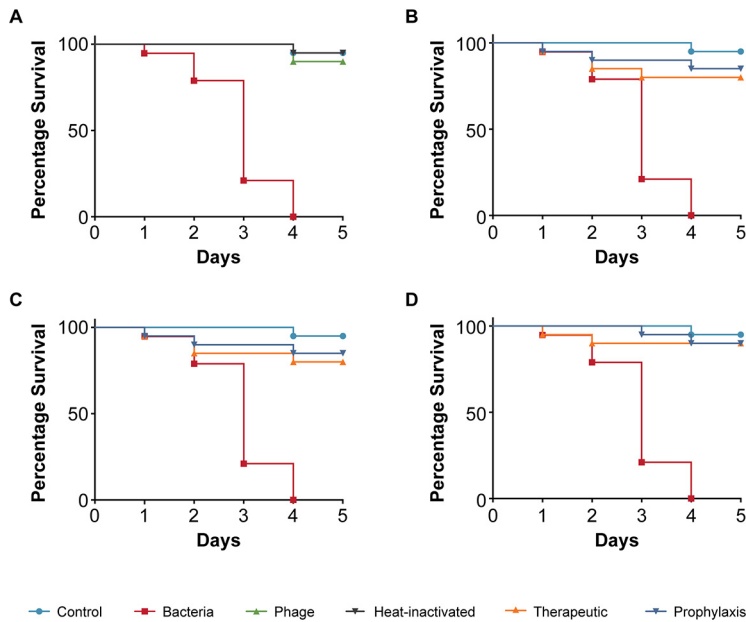 A
Percentage Survival
100
50
0
0 1 2 3 4 5
Days
B
Percentage Survival
100
50
0
0 1 2 3 4 5
Days
C
Percentage Survival
100
50
0
0 1 2 3 4 5
Days
D
Percentage Survival
100
50
0
0 1 2 3 4 5
Days
Control Bacteria Phage Heat-inactivated Therapeutic Prophylaxis